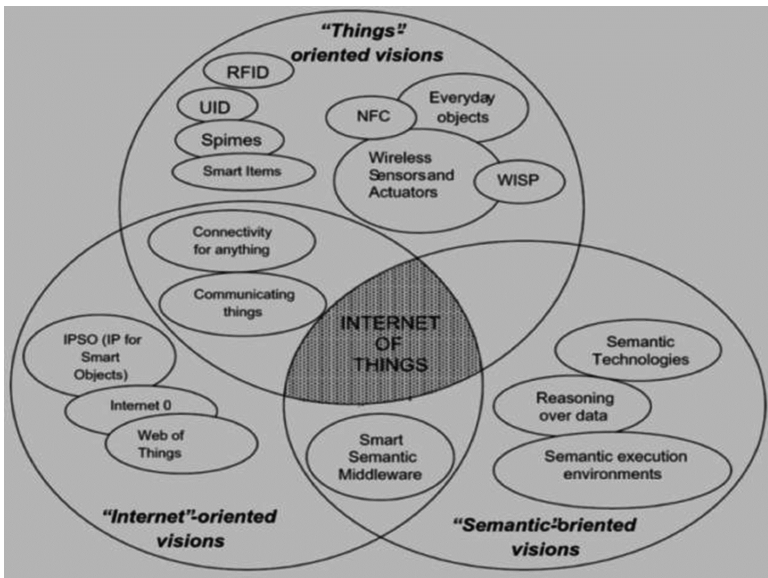 “Things”-
oriented visions
RFID
UID
Spimes
Smart Items
NFC
Everyday
objects
Wireless
Sensors and
Actuators
WISP
Connectivity
for anything
Communicating
things
INTERNET
OF
THINGS
IPSO (IP for
Smart
Objects)
Internet 0
Web of
Things
Semantic
Technologies
Reasoning
over data
Semantic execution
environments
Smart
Semantic
Middleware
“Internet”-oriented
visions
“Semantic”-oriented
visions